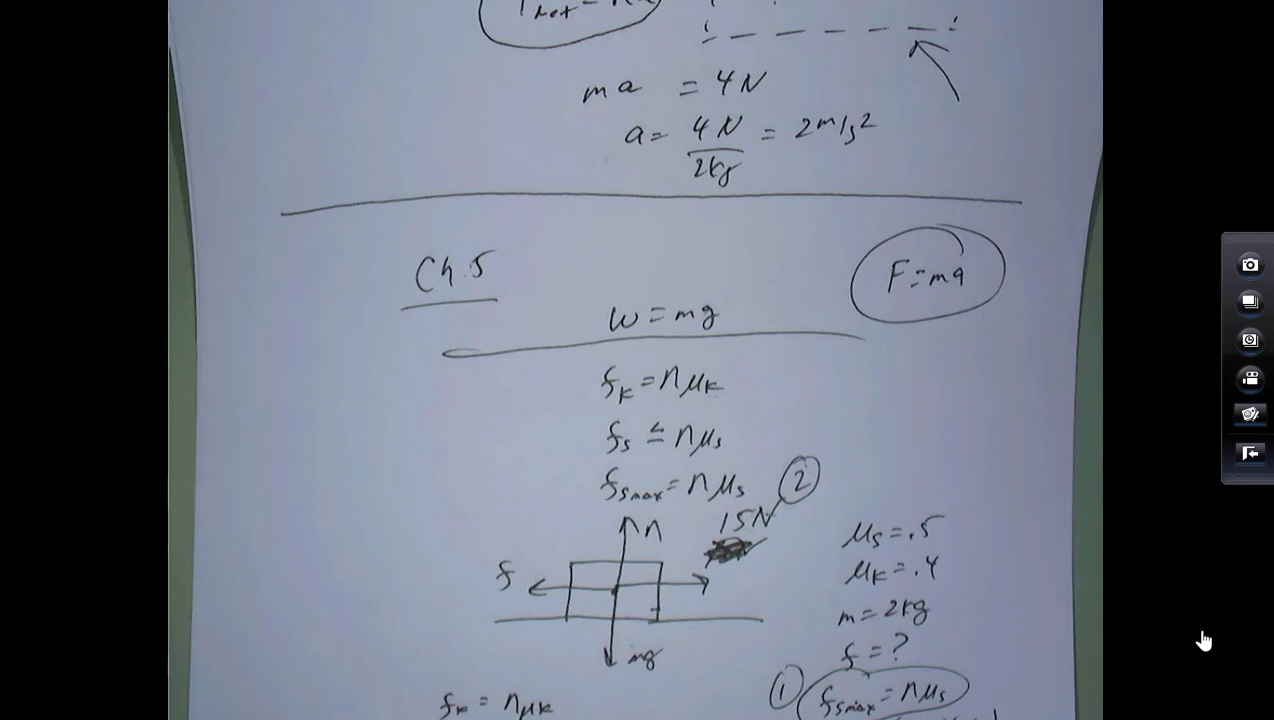 ma = 4N
a = 4N/2kg = 2m/s2
Ch.5
F=ma
W = mg
fk = nμk
fs ≤ nμs
fsmax = nμs
②
15N
n
f
mg
μs = .5
μk = .4
m = 2kg
f = ?
① fsmax = nμs
fk = nμk